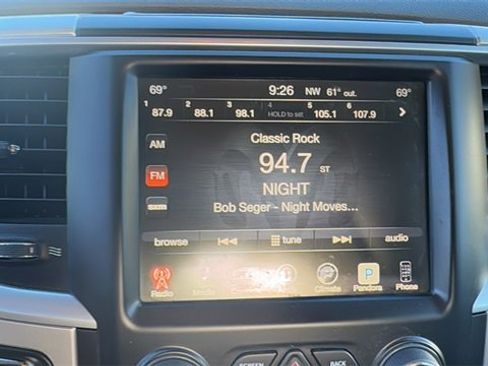 69° 9:26 NW 61° out. 69°
1 87.9 2 88.1 3 98.1 4 HOLD to set 5 105.1 6 107.9
Classic Rock
AM
94.7 ST
FM
NIGHT
Bob Seger - Night Moves...
browse tune audio
Radio Media Climate Pandora Phone
P
SCREEN BACK